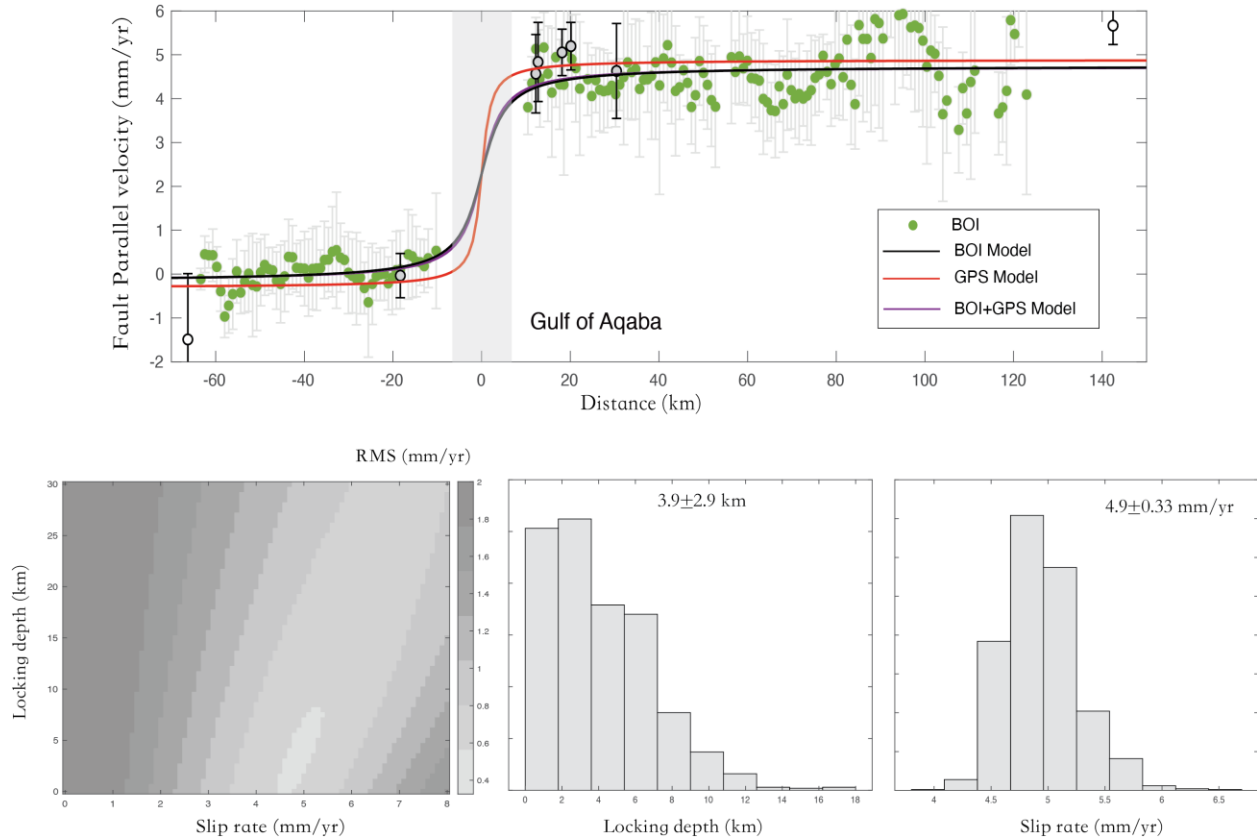 Fault Parallel velocity (mm/yr)
6
5
4
3
2
1
0
-1
-2
-60 -40 -20 0 20 40 60 80 100 120 140
Distance (km)
Gulf of Aqaba
BOI
BOI Model
GPS Model
BOI+GPS Model
RMS (mm/yr)
Locking depth (km)
30
25
20
15
10
5
0
0 1 2 3 4 5 6 7 8
Slip rate (mm/yr)
2
1.8
1.6
1.4
1.2
1
0.8
0.6
0.4
3.9±2.9 km
0 2 4 6 8 10 12 14 16 18
Locking depth (km)
4.9±0.33 mm/yr
4 4.5 5 5.5 6 6.5
Slip rate (mm/yr)